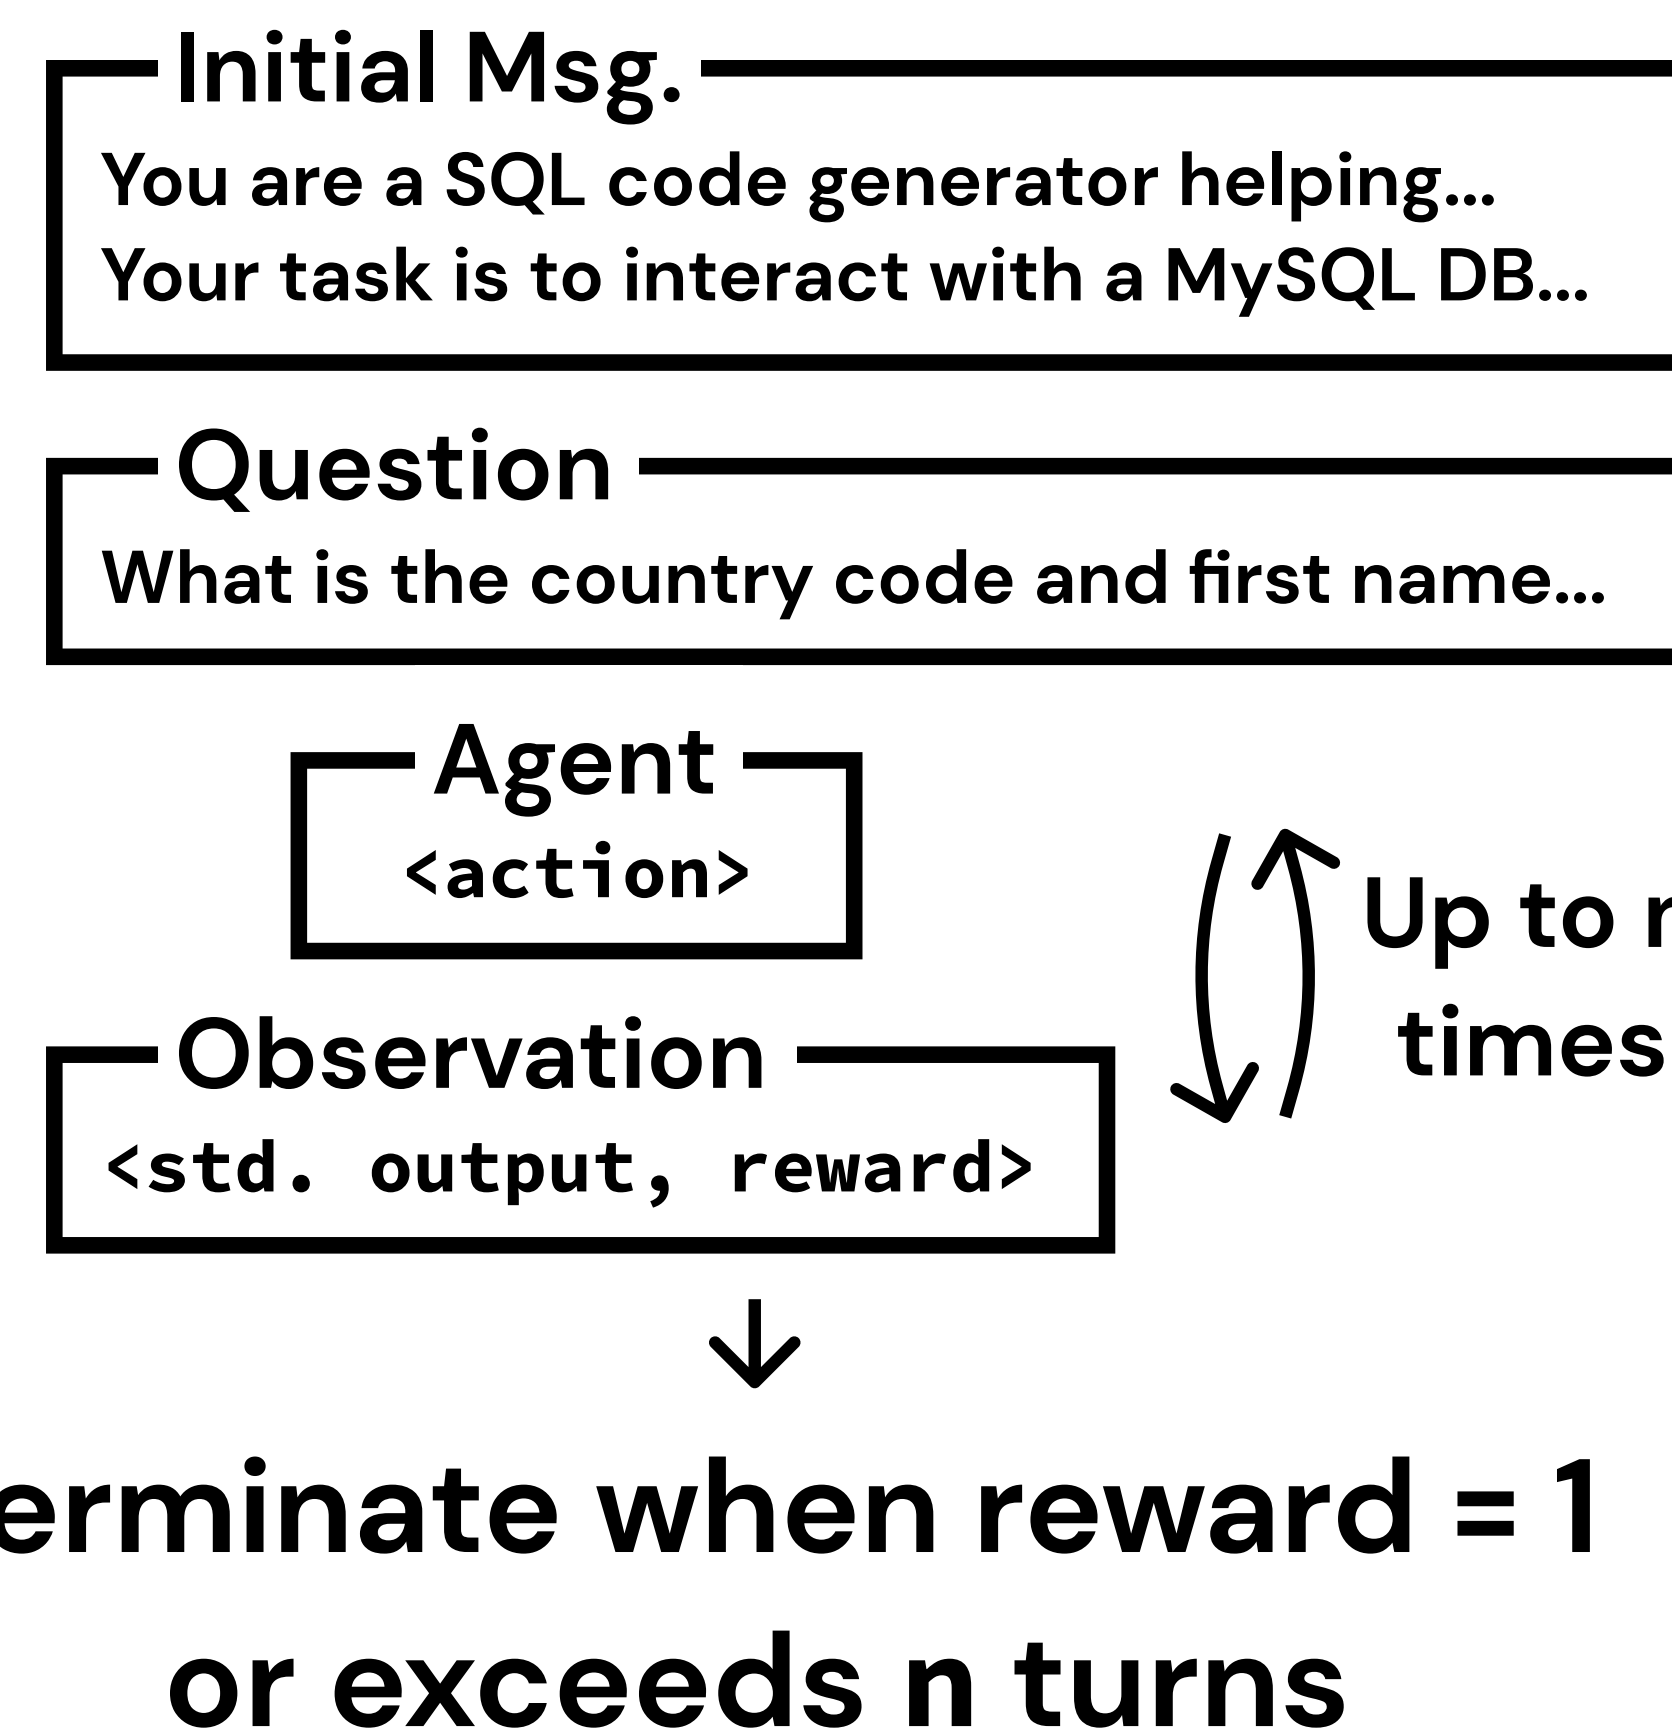 Initial Msg.
You are a SQL code generator helping...
Your task is to interact with a MySQL DB...
Question
What is the country code and first name...
Agent
<action>
Up to
times
Observation
<std. output, reward>
erminate when reward = 1
or exceeds n turns